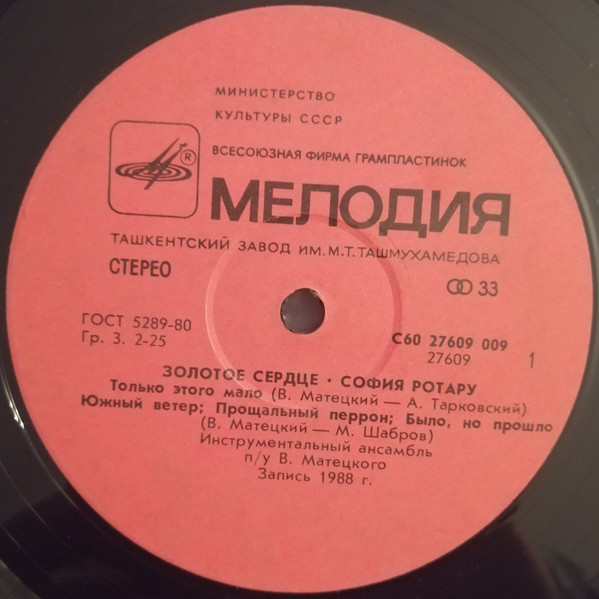 МИНИСТЕРСТВО
КУЛЬТУРЫ СССР
ВСЕСОЮЗНАЯ ФИРМА ГРАМПЛАСТИНОК
®
МЕЛОДИЯ
ТАШКЕНТСКИЙ ЗАВОД ИМ. М. Т. ТАШМУХАМЕДОВА
СТЕРЕО
33
ГОСТ 5289-80
Гр. 3. 2-25
С60 27609 009
27609
1
ЗОЛОТОЕ СЕРДЦЕ · СОФИЯ РОТАРУ
Только этого мало (В. Матецкий — А. Тарковский)
Южный ветер; Прощальный перрон; Было, но прошло
(В. Матецкий — М. Шабров)
Инструментальный ансамбль
п/у В. Матецкого
Запись 1988 г.